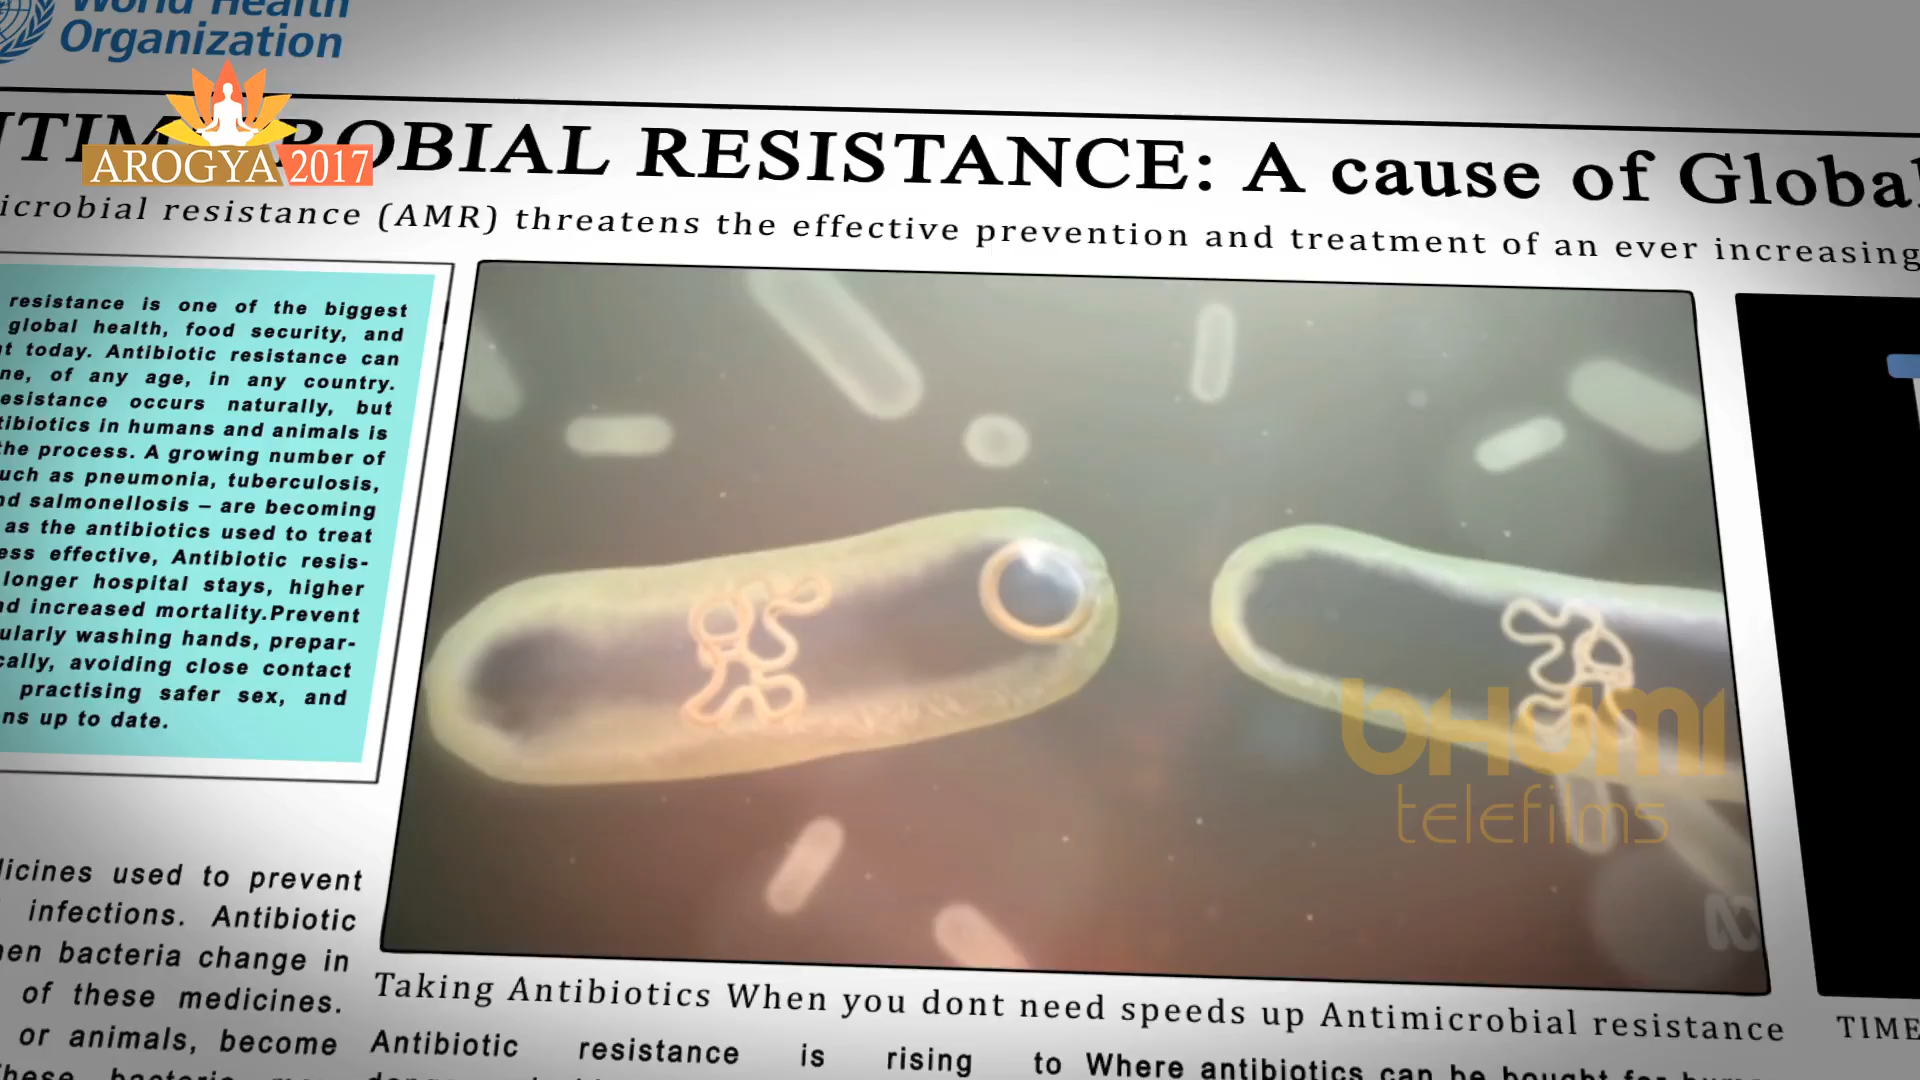 World Health
Organization
AROGYA 2017
OBIAL RESISTANCE: A cause of Global
icrobial resistance (AMR) threatens the effective prevention and treatment of an ever increasing
resistance is one of the biggest
global health, food security, and
today. Antibiotic resistance can
of any age, in any country.
esistance occurs naturally, but
tibiotics in humans and animals is
the process. A growing number of
uch as pneumonia, tuberculosis,
nd salmonellosis – are becoming
as the antibiotics used to treat
ess effective, Antibiotic resis-
longer hospital stays, higher
nd increased mortality.Prevent
ularly washing hands, prepar-
cally, avoiding close contact
practising safer sex, and
ns up to date.
bHUMI
telefilms
dicines used to prevent
infections. Antibiotic
hen bacteria change in
of these medicines.
or animals, become
Taking Antibiotics When you dont need speeds up Antimicrobial resistance
TIME
Antibiotic resistance is rising to
Where antibiotics can be bought for